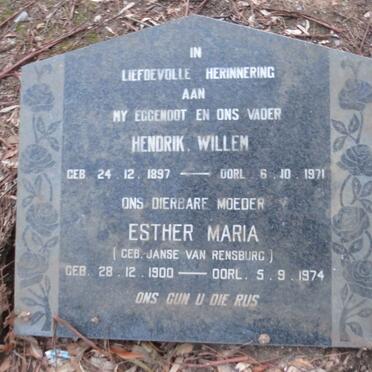 IN
LIEFDEVOLLE HERINNERING
AAN
MY EGGENOOT EN ONS VADER
HENDRIK. WILLEM
GEB. 24. 12. 1897 — OORL. 6. 10. 1971
ONS DIERBARE MOEDER
ESTHER MARIA
( GEB. JANSE VAN RENSBURG )
GEB. 28. 12. 1900 — OORL. 5. 9. 1974
ONS GUN U DIE RUS